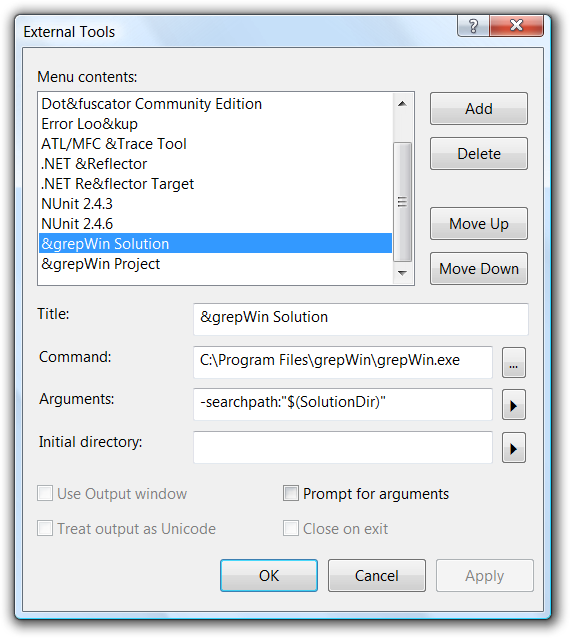 External Tools
Menu contents:
Dot&fuscator Community Edition
Error Loo&kup
ATL/MFC &Trace Tool
.NET &Reflector
.NET Re&flector Target
NUnit 2.4.3
NUnit 2.4.6
&grepWin Solution
&grepWin Project
Add
Delete
Move Up
Move Down
Title: &grepWin Solution
Command: C:\Program Files\grepWin\grepWin.exe ...
Arguments: -searchpath:"$(SolutionDir)"
Initial directory:
Use Output window Prompt for arguments
Treat output as Unicode Close on exit
OK Cancel Apply